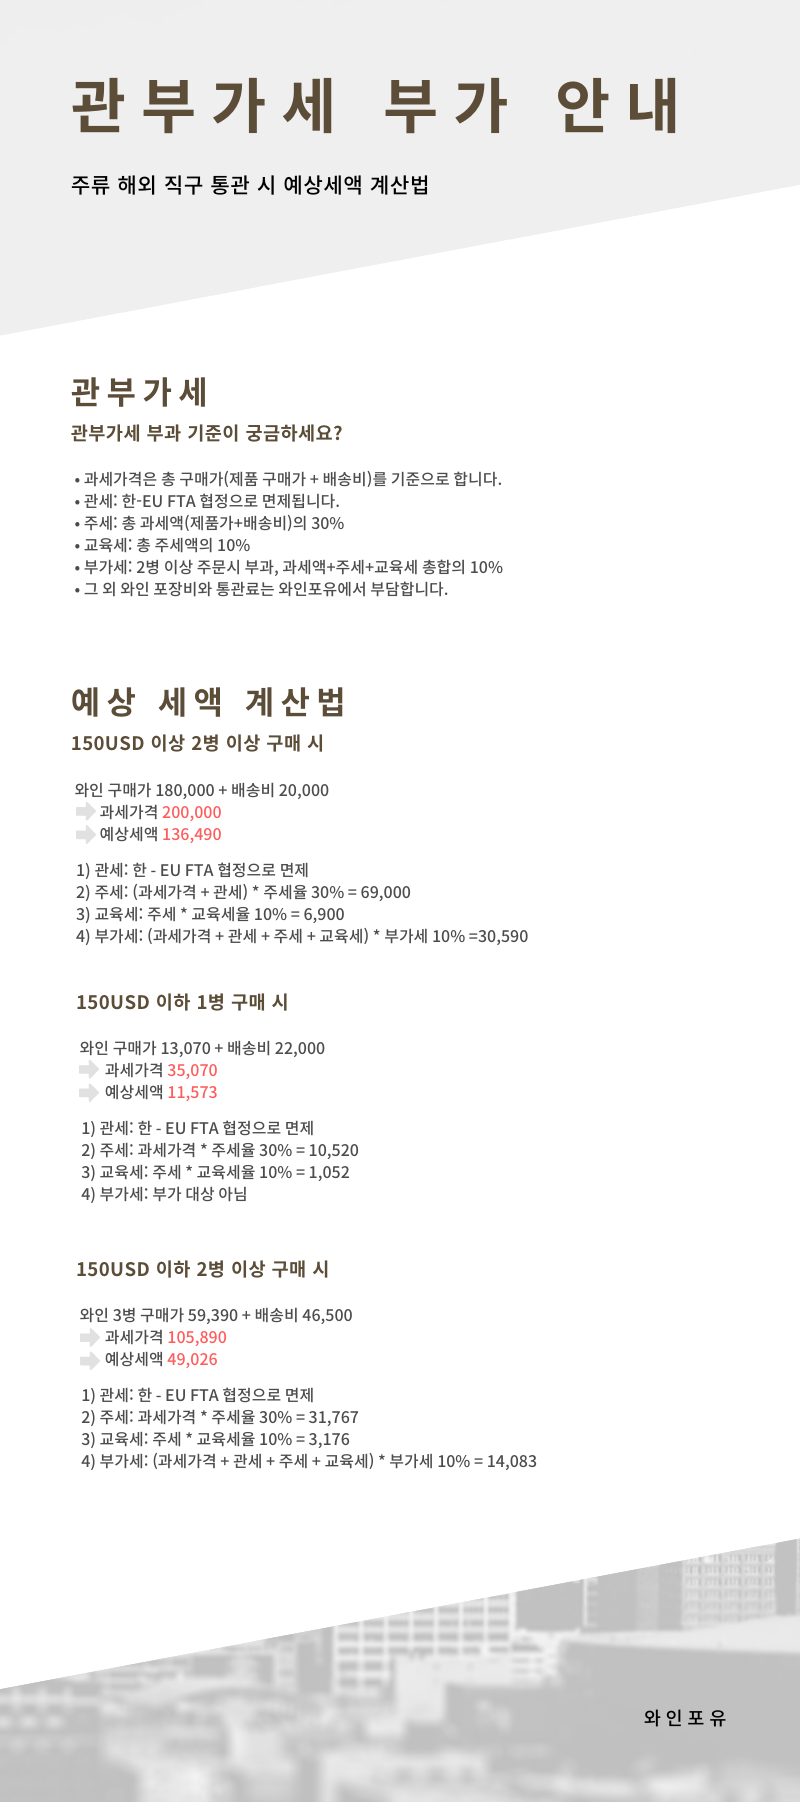 관부가세 부가 안내
주류 해외 직구 통관 시 예상세액 계산법
관부가세
관부가세 부과 기준이 궁금하세요?
• 과세가격은 총 구매가(제품 구매가 + 배송비)를 기준으로 합니다.
• 관세: 한-EU FTA 협정으로 면제됩니다.
• 주세: 총 과세액(제품가+배송비)의 30%
• 교육세: 총 주세액의 10%
• 부가세: 2병 이상 주문시 부과, 과세액+주세+교육세 총합의 10%
• 그 외 와인 포장비와 통관료는 와인포유에서 부담합니다.
예상 세액 계산법
150USD 이상 2병 이상 구매 시
와인 구매가 180,000 + 배송비 20,000
과세가격 200,000
예상세액 136,490
1) 관세: 한 - EU FTA 협정으로 면제
2) 주세: (과세가격 + 관세) * 주세율 30% = 69,000
3) 교육세: 주세 * 교육세율 10% = 6,900
4) 부가세: (과세가격 + 관세 + 주세 + 교육세) * 부가세 10% =30,590
150USD 이하 1병 구매 시
와인 구매가 13,070 + 배송비 22,000
과세가격 35,070
예상세액 11,573
1) 관세: 한 - EU FTA 협정으로 면제
2) 주세: 과세가격 * 주세율 30% = 10,520
3) 교육세: 주세 * 교육세율 10% = 1,052
4) 부가세: 부가 대상 아님
150USD 이하 2병 이상 구매 시
와인 3병 구매가 59,390 + 배송비 46,500
과세가격 105,890
예상세액 49,026
1) 관세: 한 - EU FTA 협정으로 면제
2) 주세: 과세가격 * 주세율 30% = 31,767
3) 교육세: 주세 * 교육세율 10% = 3,176
4) 부가세: (과세가격 + 관세 + 주세 + 교육세) * 부가세 10% = 14,083
와인포유